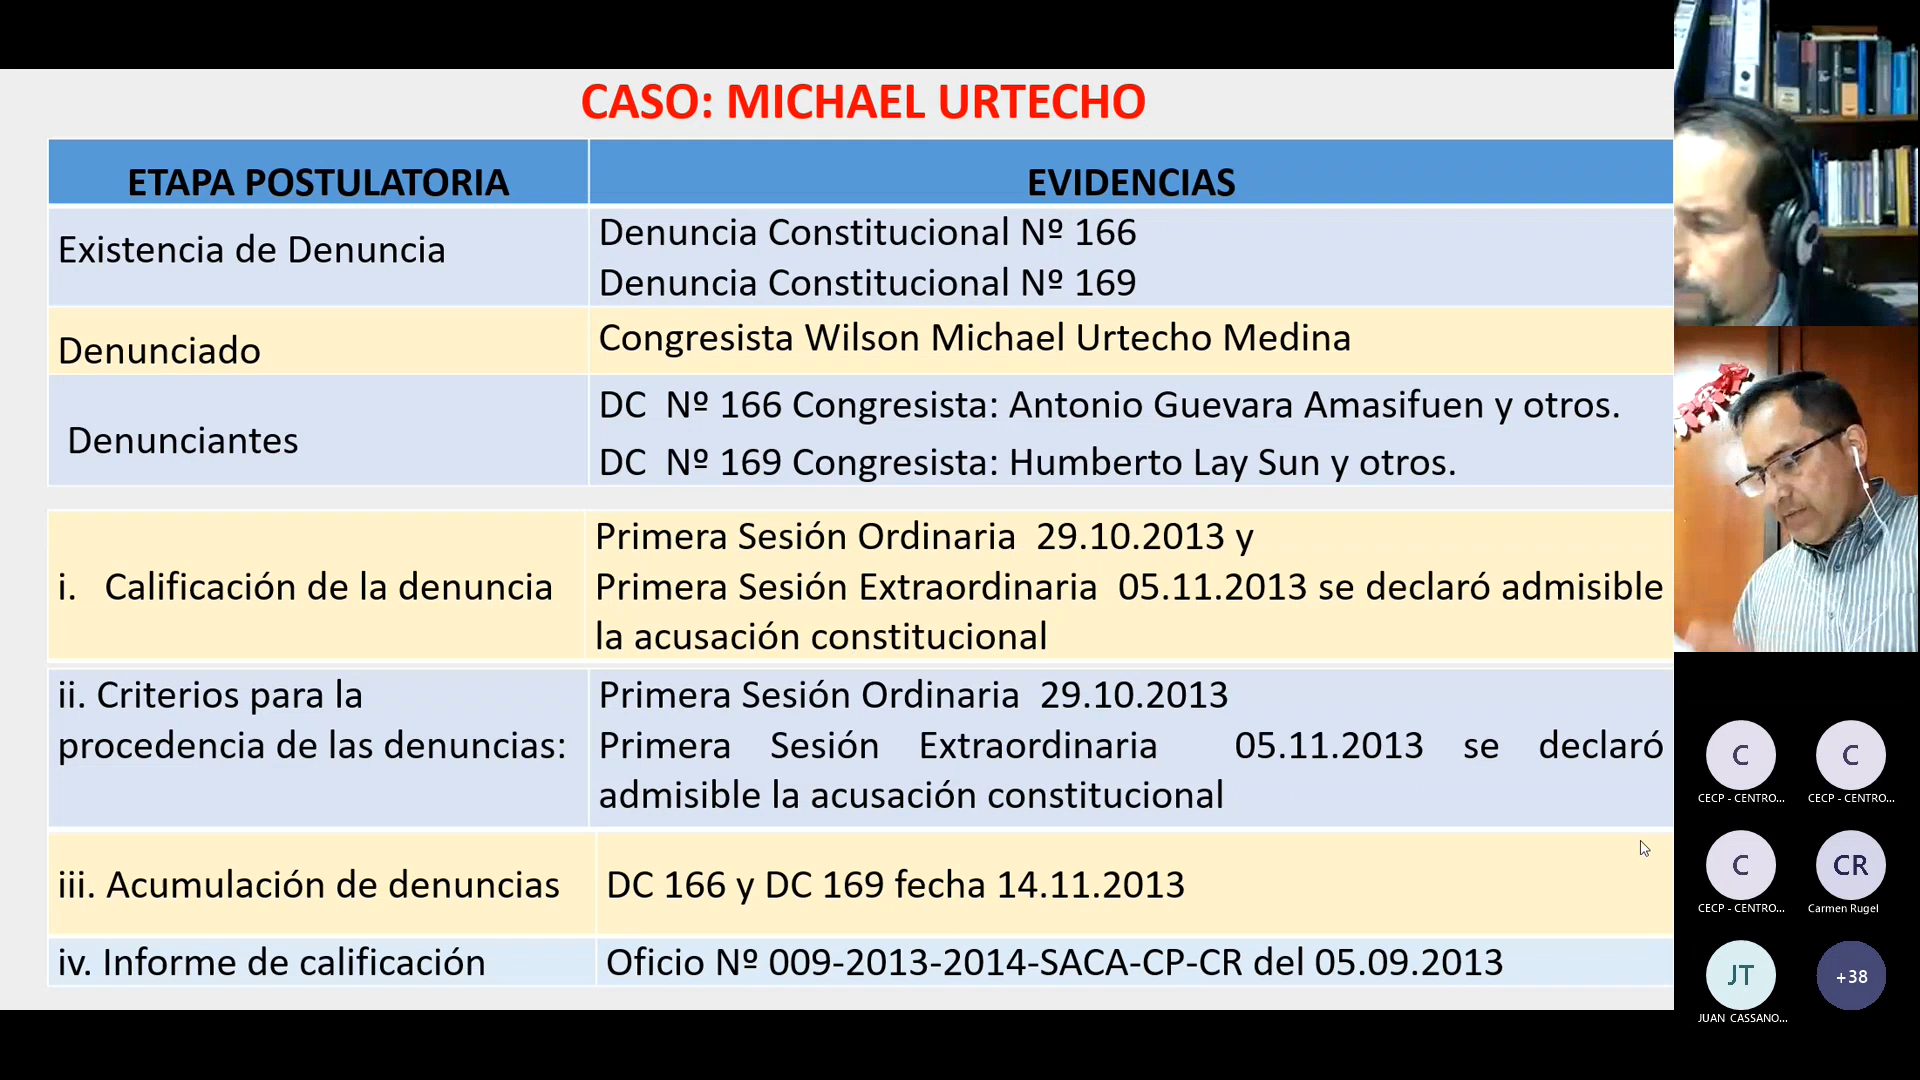 CASO: MICHAEL URTECHO
ETAPA POSTULATORIA
EVIDENCIAS
Existencia de Denuncia
Denuncia Constitucional Nº 166
Denuncia Constitucional Nº 169
Denunciado
Congresista Wilson Michael Urtecho Medina
Denunciantes
DC Nº 166 Congresista: Antonio Guevara Amasifuen y otros.
DC Nº 169 Congresista: Humberto Lay Sun y otros.
i. Calificación de la denuncia
Primera Sesión Ordinaria 29.10.2013 y
Primera Sesión Extraordinaria 05.11.2013 se declaró admisible
la acusación constitucional
ii. Criterios para la
procedencia de las denuncias:
Primera Sesión Ordinaria 29.10.2013
Primera Sesión Extraordinaria 05.11.2013 se declaró
admisible la acusación constitucional
iii. Acumulación de denuncias
DC 166 y DC 169 fecha 14.11.2013
iv. Informe de calificación
Oficio Nº 009-2013-2014-SACA-CP-CR del 05.09.2013
C
CECP - CENTRO...
C
CECP - CENTRO...
C
CECP - CENTRO...
CR
Carmen Rugel
JT
JUAN CASSANO...
+38